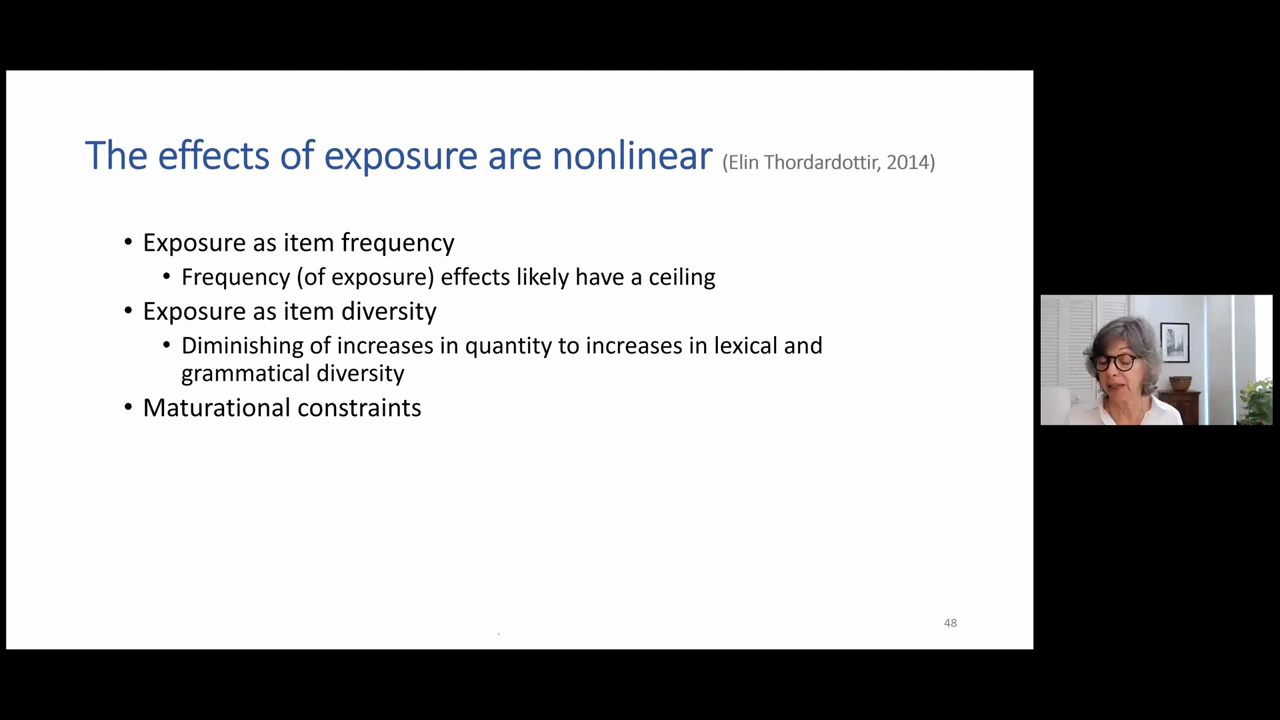 The effects of exposure are nonlinear (Elin Thordardottir, 2014)
• Exposure as item frequency
• Frequency (of exposure) effects likely have a ceiling
• Exposure as item diversity
• Diminishing of increases in quantity to increases in lexical and
grammatical diversity
• Maturational constraints
48